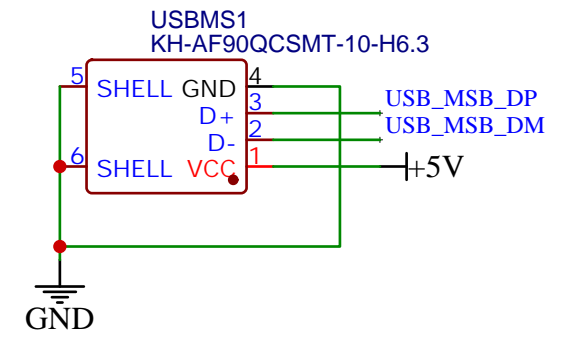 USBMS1
KH-AF90QCSMT-10-H6.3
5 SHELL GND 4
D+ 3 USB_MSB_DP
D- 2 USB_MSB_DM
6 SHELL VCC 1 +5V
GND